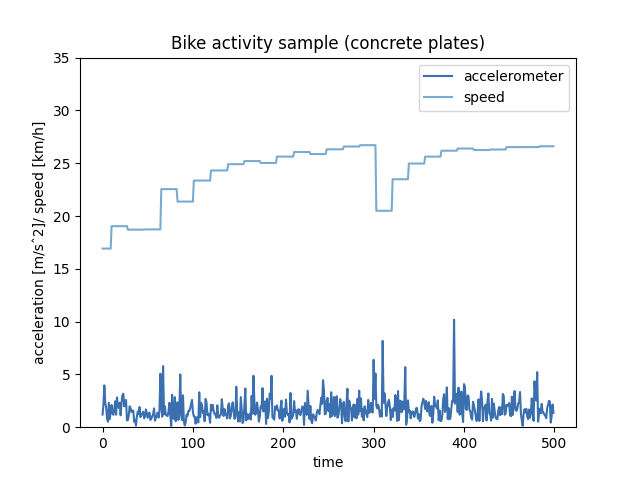 Bike activity sample (concrete plates)
accelerometer
speed
35
30
25
20
15
10
5
0
acceleration [m/sˆ2]/ speed [km/h]
0
100
200
300
400
500
time